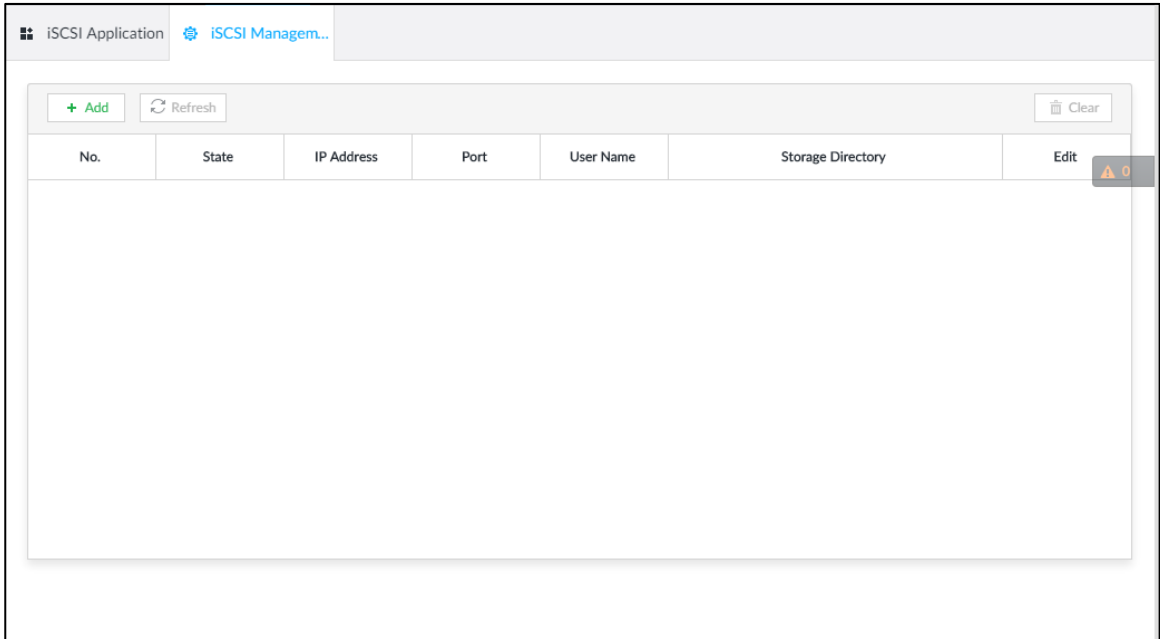 iSCSI Application iSCSI Managem...
+ Add Refresh Clear
No. State IP Address Port User Name Storage Directory Edit
0